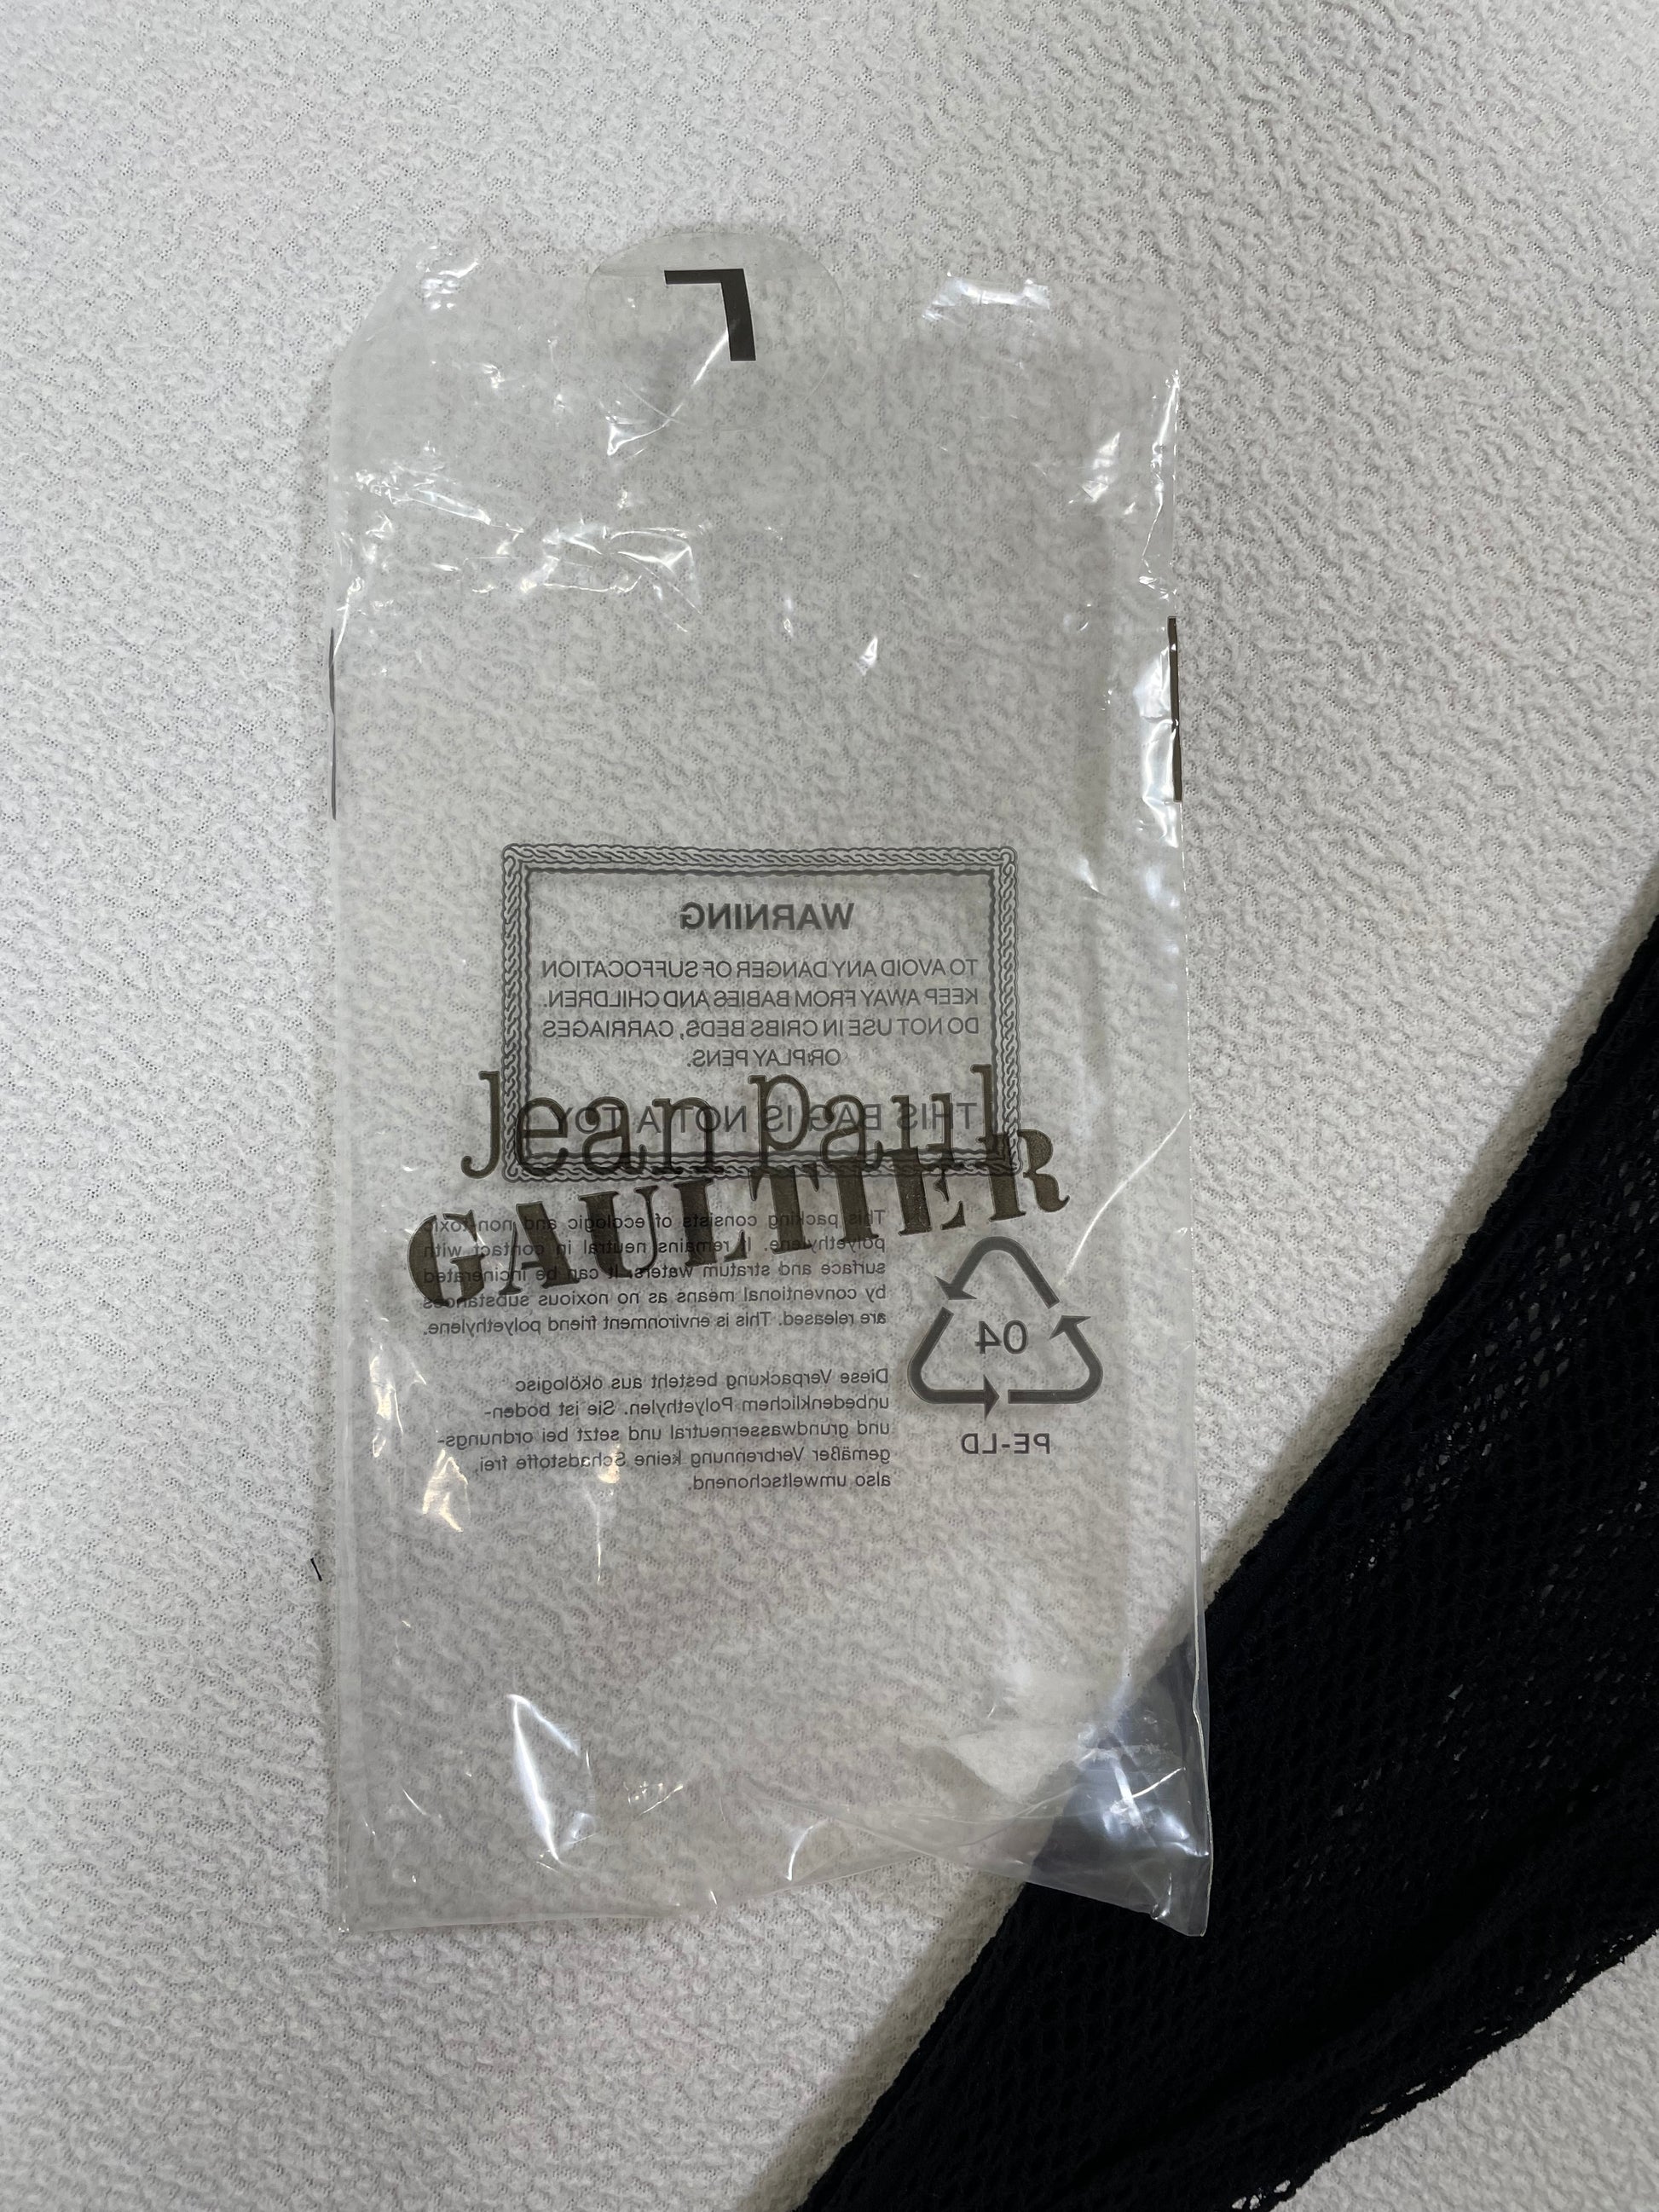 L
WARNING
TO AVOID ANY DANGER OF SUFFOCATION
KEEP AWAY FROM BABIES AND CHILDREN.
DO NOT USE IN CRIBS BEDS, CARRIAGES
OR PLAY PENS.
THIS BAG IS NOT A TOY
Jean Paul
GAULTIER
This packing consists of ecologic and non-toxic
polyethylene. It remains neutral in contact with
surface and stratum waters. It can be incinerated
by conventional means as no noxious substances
are released. This is environment friend polyethylene.
Diese Verpackung besteht aus ökologisc
unbedenklichem Polyethylen. Sie ist boden-
und grundwasserneutral und setzt bei ordnungs-
gemäßer Verbrennung keine Schadstoffe frei,
also umweltschonend.
04
PE-LD